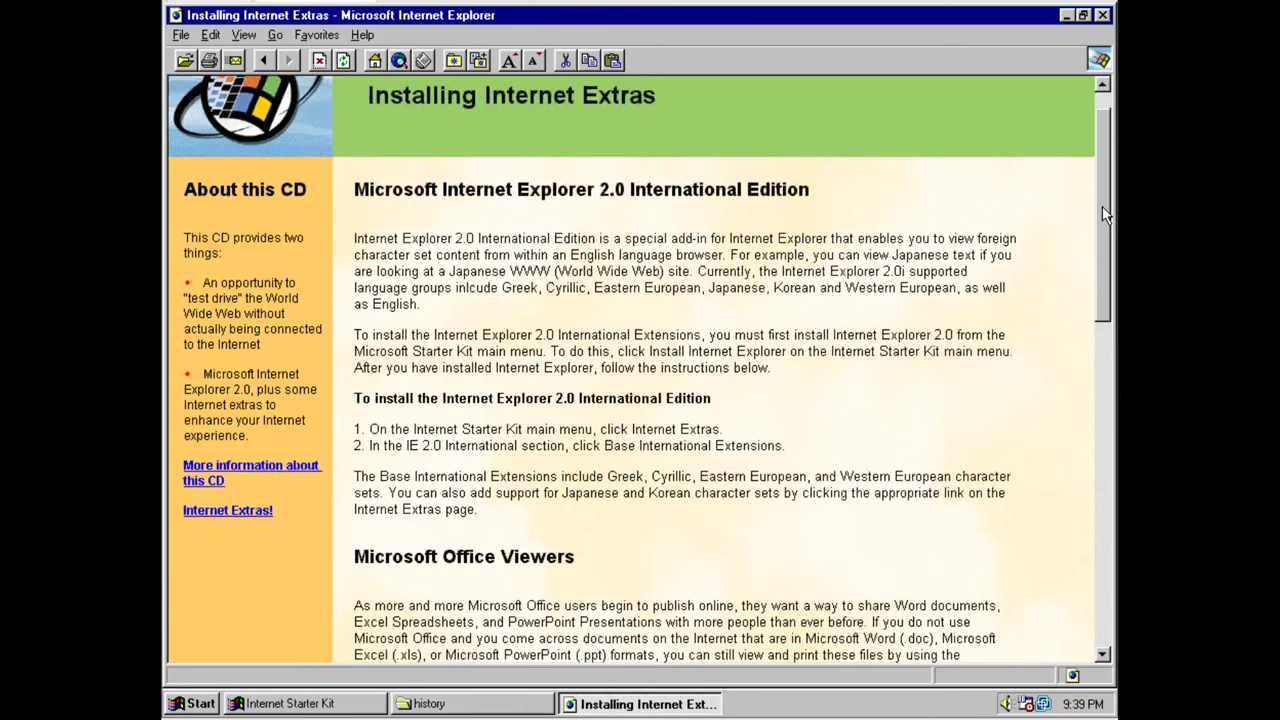 Installing Internet Extras - Microsoft Internet Explorer
File Edit View Go Favorites Help
Installing Internet Extras
About this CD
This CD provides two
things:
An opportunity to
"test drive" the World
Wide Web without
actually being connected
to the Internet
Microsoft Internet
Explorer 2.0, plus some
Internet extras to
enhance your Internet
experience.
More information about
this CD
Internet Extras!
Microsoft Internet Explorer 2.0 International Edition
Internet Explorer 2.0 International Edition is a special add-in for Internet Explorer that enables you to view foreign
character set content from within an English language browser. For example, you can view Japanese text if you
are looking at a Japanese WWW (World Wide Web) site. Currently, the Internet Explorer 2.0i supported
language groups inlcude Greek, Cyrillic, Eastern European, Japanese, Korean and Western European, as well
as English.
To install the Internet Explorer 2.0 International Extensions, you must first install Internet Explorer 2.0 from the
Microsoft Starter Kit main menu. To do this, click Install Internet Explorer on the Internet Starter Kit main menu.
After you have installed Internet Explorer, follow the instructions below.
To install the Internet Explorer 2.0 International Edition
1. On the Internet Starter Kit main menu, click Internet Extras.
2. In the IE 2.0 International section, click Base International Extensions.
The Base International Extensions include Greek, Cyrillic, Eastern European, and Western European character
sets. You can also add support for Japanese and Korean character sets by clicking the appropriate link on the
Internet Extras page.
Microsoft Office Viewers
As more and more Microsoft Office users begin to publish online, they want a way to share Word documents,
Excel Spreadsheets, and PowerPoint Presentations with more people than ever before. If you do not use
Microsoft Office and you come across documents on the Internet that are in Microsoft Word (.doc), Microsoft
Excel (.xls), or Microsoft PowerPoint (.ppt) formats, you can still view and print these files by using the
Start Internet Starter Kit history Installing Internet Ext... 9:39 PM